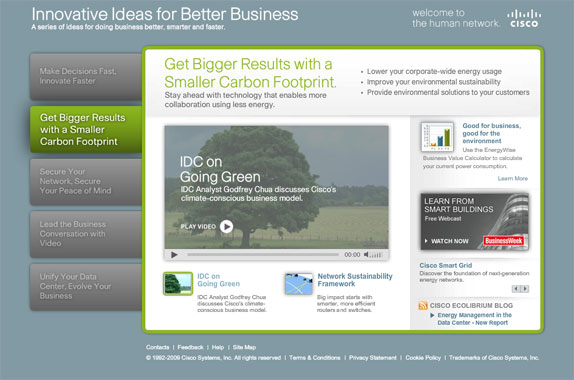 Innovative Ideas for Better Business
A series of ideas for doing business better, smarter and faster.
welcome to
the human network.
CISCO
Make Decisions Fast,
Innovate Faster
Get Bigger Results
with a Smaller
Carbon Footprint
Secure Your
Network, Secure
Your Peace of Mind
Lead the Business
Conversation with
Video
Unify Your Data
Center, Evolve Your
Business
Get Bigger Results with a
Smaller Carbon Footprint.
Stay ahead with technology that enables more
collaboration using less energy.
• Lower your corporate-wide energy usage
• Improve your environmental sustainability
• Provide environmental solutions to your customers
IDC on
Going Green
IDC Analyst Godfrey Chua discusses Cisco's
climate-conscious business model.
PLAY VIDEO
00:00
IDC on
Going Green
IDC Analyst Godfrey Chua
discusses Cisco's climate-
conscious business model.
Network Sustainability
Framework
Big impact starts with
smarter, more efficient
routers and switches.
Good for business,
good for the
environment
Use the EnergyWise
Business Value Calculator to calculate
your current power consumption.
Learn More
LEARN FROM
SMART BUILDINGS
Free Webcast
WATCH NOW
BusinessWeek
Cisco Smart Grid
Discover the foundation of next-generation
energy networks.
CISCO ECOLIBRIUM BLOG
Energy Management in the
Data Center - New Report
Contacts | Feedback | Help | Site Map
© 1992-2009 Cisco Systems, Inc. All rights reserved | Terms & Conditions | Privacy Statement | Cookie Policy | Trademarks of Cisco Systems, Inc.